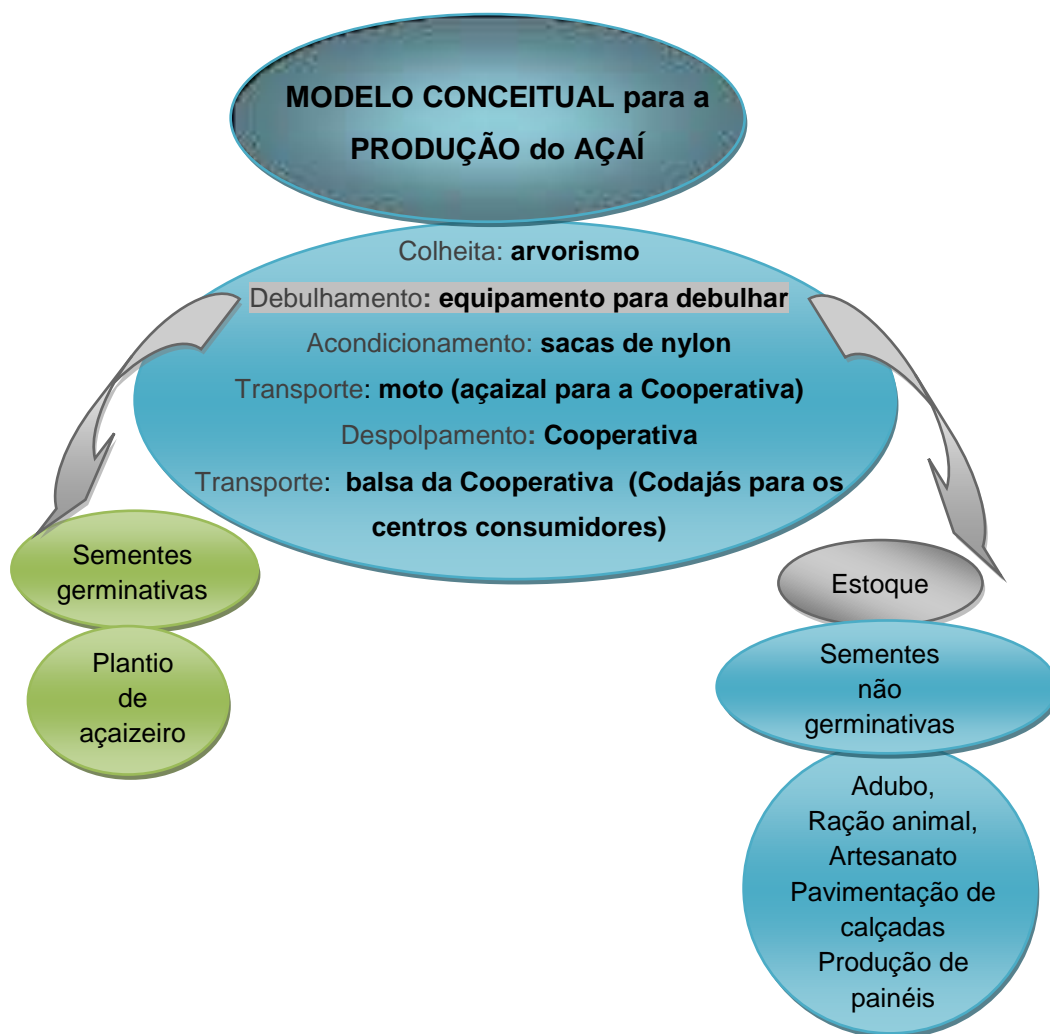 MODELO CONCEITUAL para a
PRODUÇÃO do AÇAÍ
Colheita: arvorismo
Debulhamento: equipamento para debulhar
Acondicionamento: sacas de nylon
Transporte: moto (açaizal para a Cooperativa)
Despolpamento: Cooperativa
Transporte: balsa da Cooperativa (Codajás para os
centros consumidores)
Sementes
germinativas
Plantio
de
açaizeiro
Estoque
Sementes
não
germinativas
Adubo,
Ração animal,
Artesanato
Pavimentação de
calçadas
Produção de
painéis